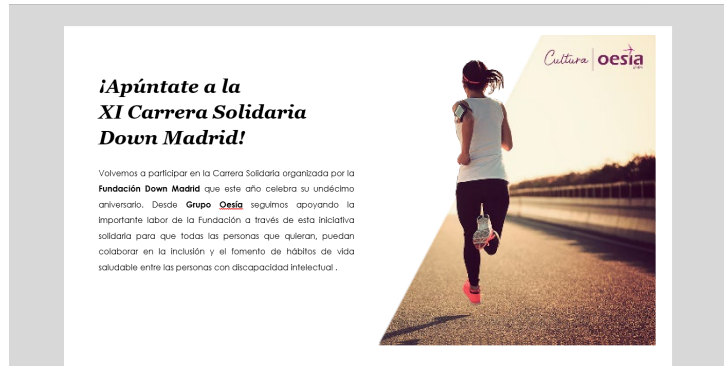 ¡Apúntate a la
XI Carrera Solidaria
Down Madrid!
Cultura oesía
Volvemos a participar en la Carrera Solidaria organizada por la
Fundación Down Madrid que este año celebra su undécimo
aniversario. Desde Grupo Oesía seguimos apoyando la
importante labor de la Fundación a través de esta iniciativa
solidaria para que todas las personas que quieran, puedan
colaborar en la inclusión y el fomento de hábitos de vida
saludable entre las personas con discapacidad intelectual .